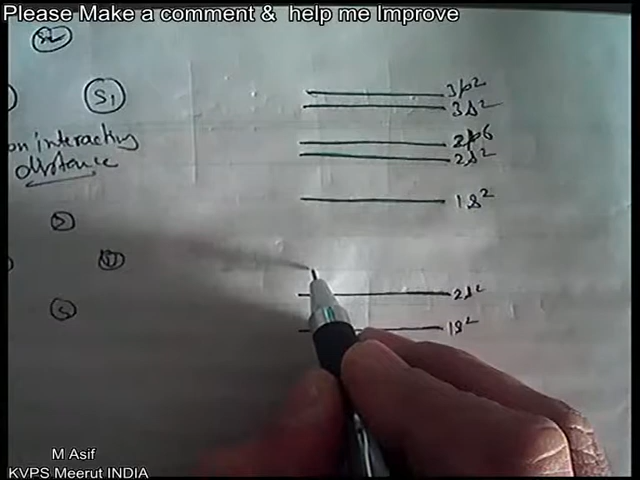 Please Make a comment & help me Improve
Si
S1
3p2
3s2
on interacting
distance
2p6
2s2
1s2
S
S
S
2s2
1s2
M Asif
KVPS Meerut INDIA